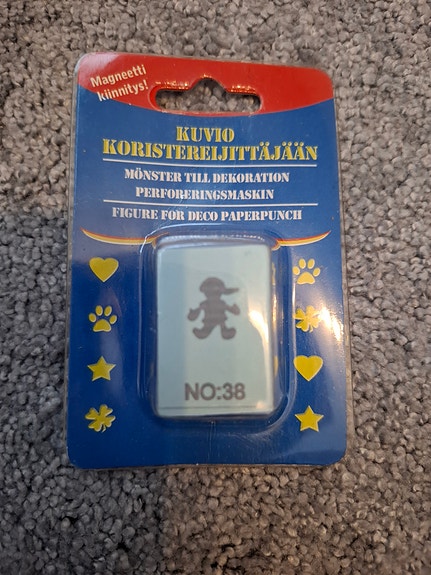 Magneetti
kiinnitys!
KUVIO
KORISTEREIJITTÄJÄÄN
MÖNSTER TILL DEKORATION
PERFORERINGSMASKIN
FIGURE FOR DECO PAPERPUNCH
NO:38